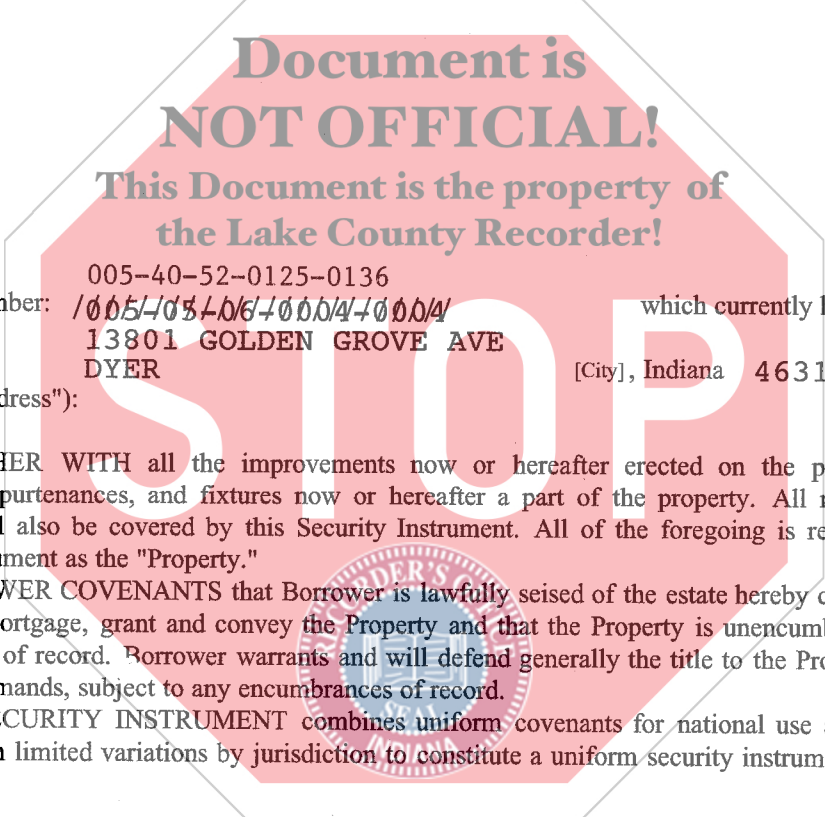 Document is
NOT OFFICIAL!
This Document is the property of
the Lake County Recorder!
005-40-52-0125-0136
nber: /005/-/05/-/06/-/0004/-/0004/ which currently h
13801 GOLDEN GROVE AVE
DYER [City], Indiana 4631
dress"):
STOP
HER WITH all the improvements now or hereafter erected on the p
purtenances, and fixtures now or hereafter a part of the property. All r
l also be covered by this Security Instrument. All of the foregoing is re
ument as the "Property."
WER COVENANTS that Borrower is lawfully seised of the estate hereby c
ortgage, grant and convey the Property and that the Property is unencumb
of record. Borrower warrants and will defend generally the title to the Pro
mands, subject to any encumbrances of record.
ECURITY INSTRUMENT combines uniform covenants for national use a
h limited variations by jurisdiction to constitute a uniform security instrum
SEAL